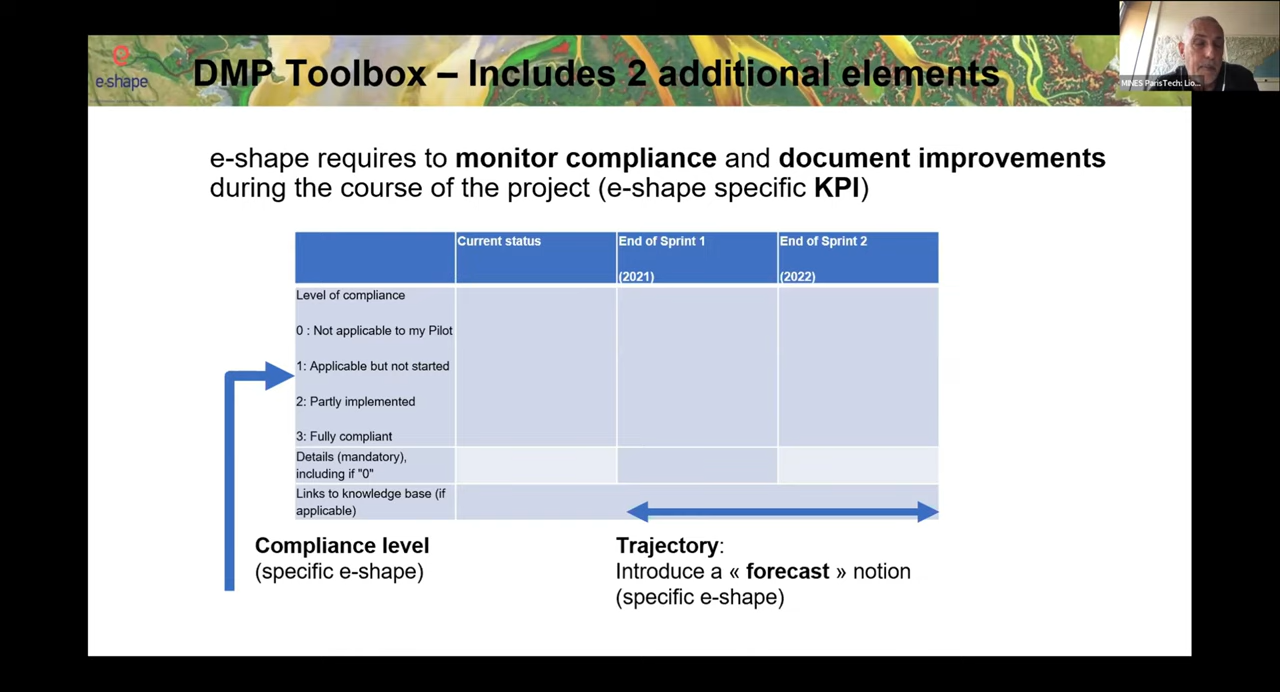 e-shape
DMP Toolbox – Includes 2 additional elements
MINES ParisTech: Lio...
e-shape requires to monitor compliance and document improvements
during the course of the project (e-shape specific KPI)
Current status
End of Sprint 1
(2021)
End of Sprint 2
(2022)
Level of compliance
0 : Not applicable to my Pilot
1: Applicable but not started
2: Partly implemented
3: Fully compliant
Details (mandatory),
including if "0"
Links to knowledge base (if
applicable)
Compliance level
(specific e-shape)
Trajectory:
Introduce a « forecast » notion
(specific e-shape)